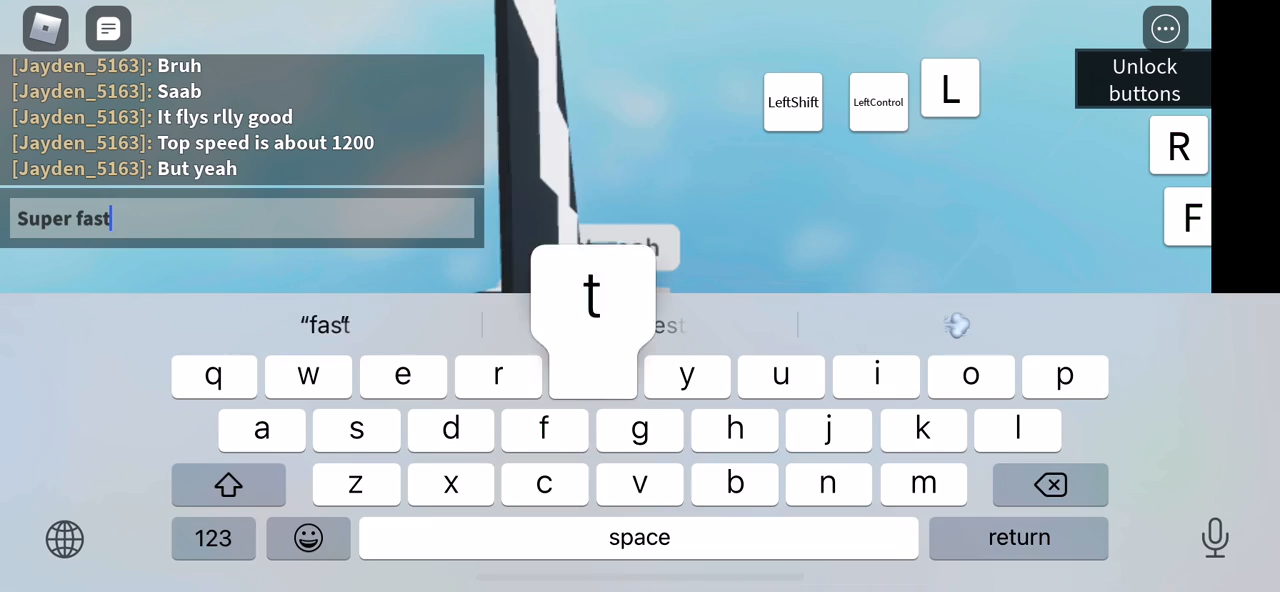 [Jayden_5163]: Bruh
[Jayden_5163]: Saab
[Jayden_5163]: It flys rlly good
[Jayden_5163]: Top speed is about 1200
[Jayden_5163]: But yeah
Super fast
LeftShift
LeftControl
L
Unlock
buttons
R
F
t
"fast"
q w e r y u i o p
a s d f g h j k l
z x c v b n m
123
space
return